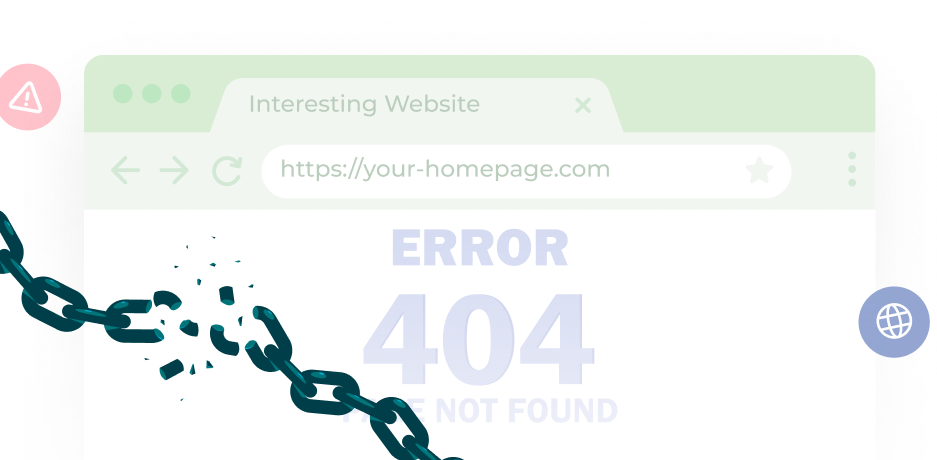 Interesting Website
https://your-homepage.com
ERROR
404
NOT FOUND